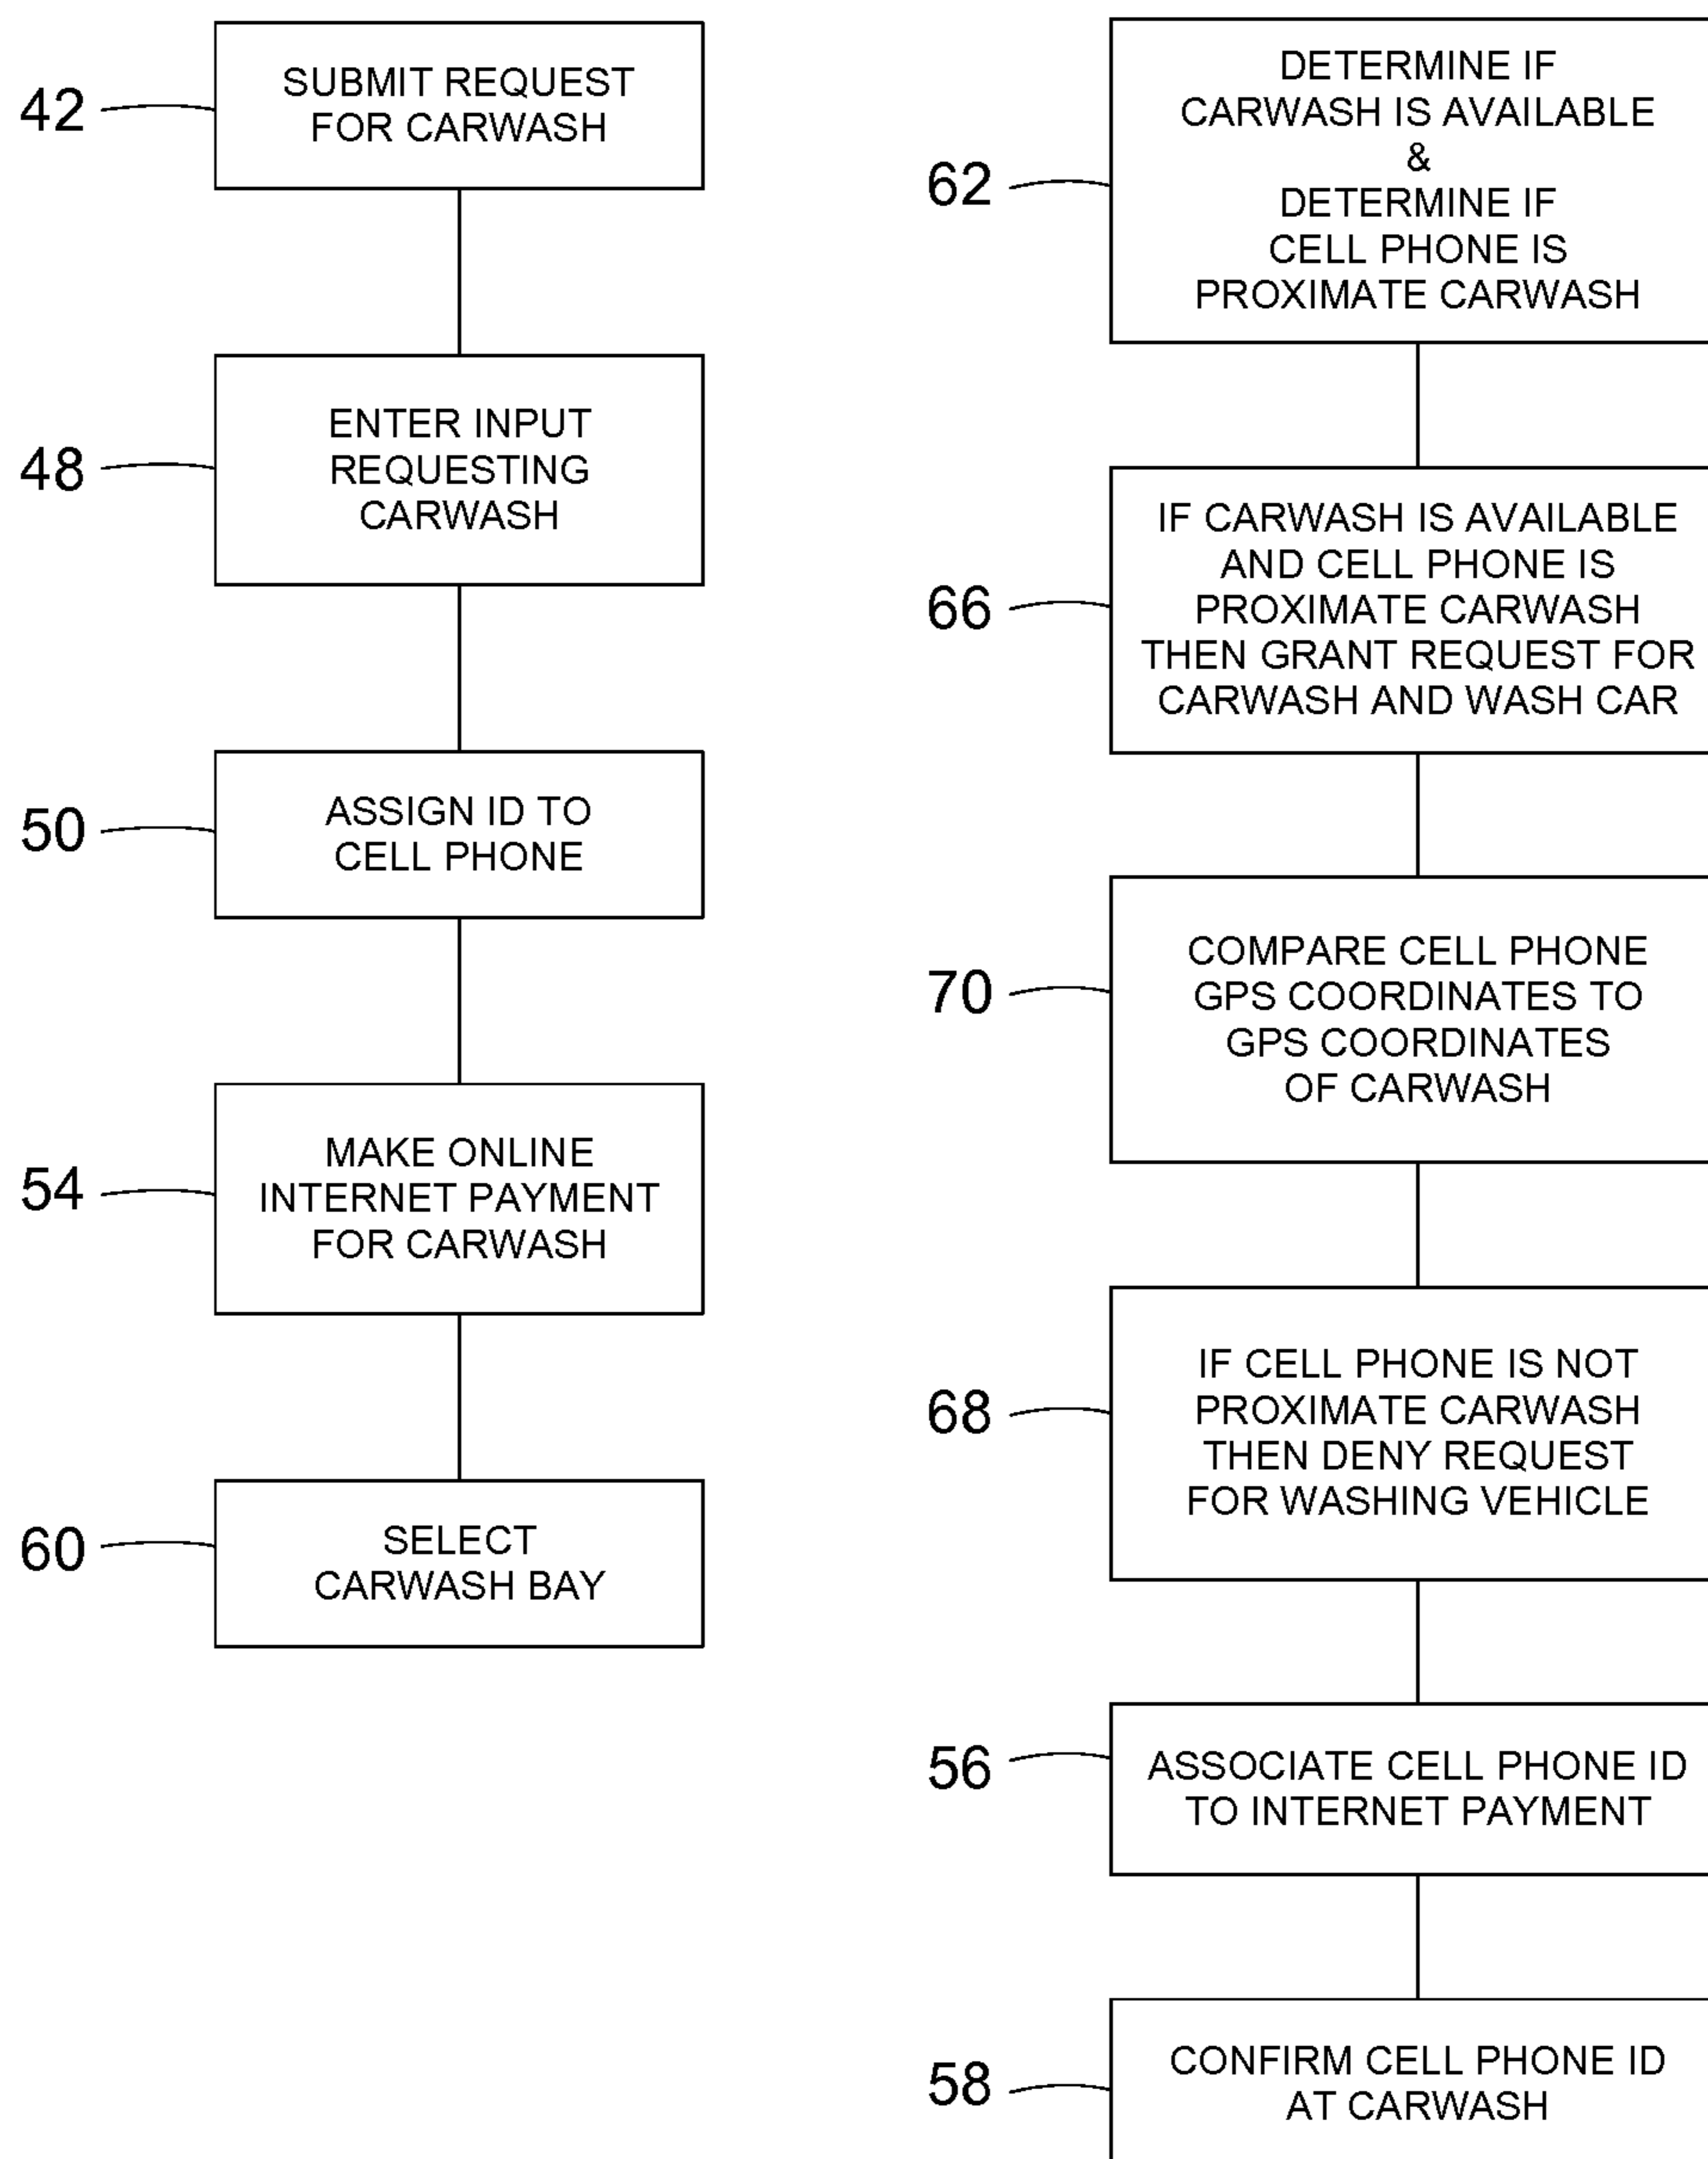 42
SUBMIT REQUEST
FOR CARWASH
48
ENTER INPUT
REQUESTING
CARWASH
50
ASSIGN ID TO
CELL PHONE
54
MAKE ONLINE
INTERNET PAYMENT
FOR CARWASH
60
SELECT
CARWASH BAY
62
DETERMINE IF
CARWASH IS AVAILABLE
&
DETERMINE IF
CELL PHONE IS
PROXIMATE CARWASH
66
IF CARWASH IS AVAILABLE
AND CELL PHONE IS
PROXIMATE CARWASH
THEN GRANT REQUEST FOR
CARWASH AND WASH CAR
70
COMPARE CELL PHONE
GPS COORDINATES TO
GPS COORDINATES
OF CARWASH
68
IF CELL PHONE IS NOT
PROXIMATE CARWASH
THEN DENY REQUEST
FOR WASHING VEHICLE
56
ASSOCIATE CELL PHONE ID
TO INTERNET PAYMENT
58
CONFIRM CELL PHONE ID
AT CARWASH